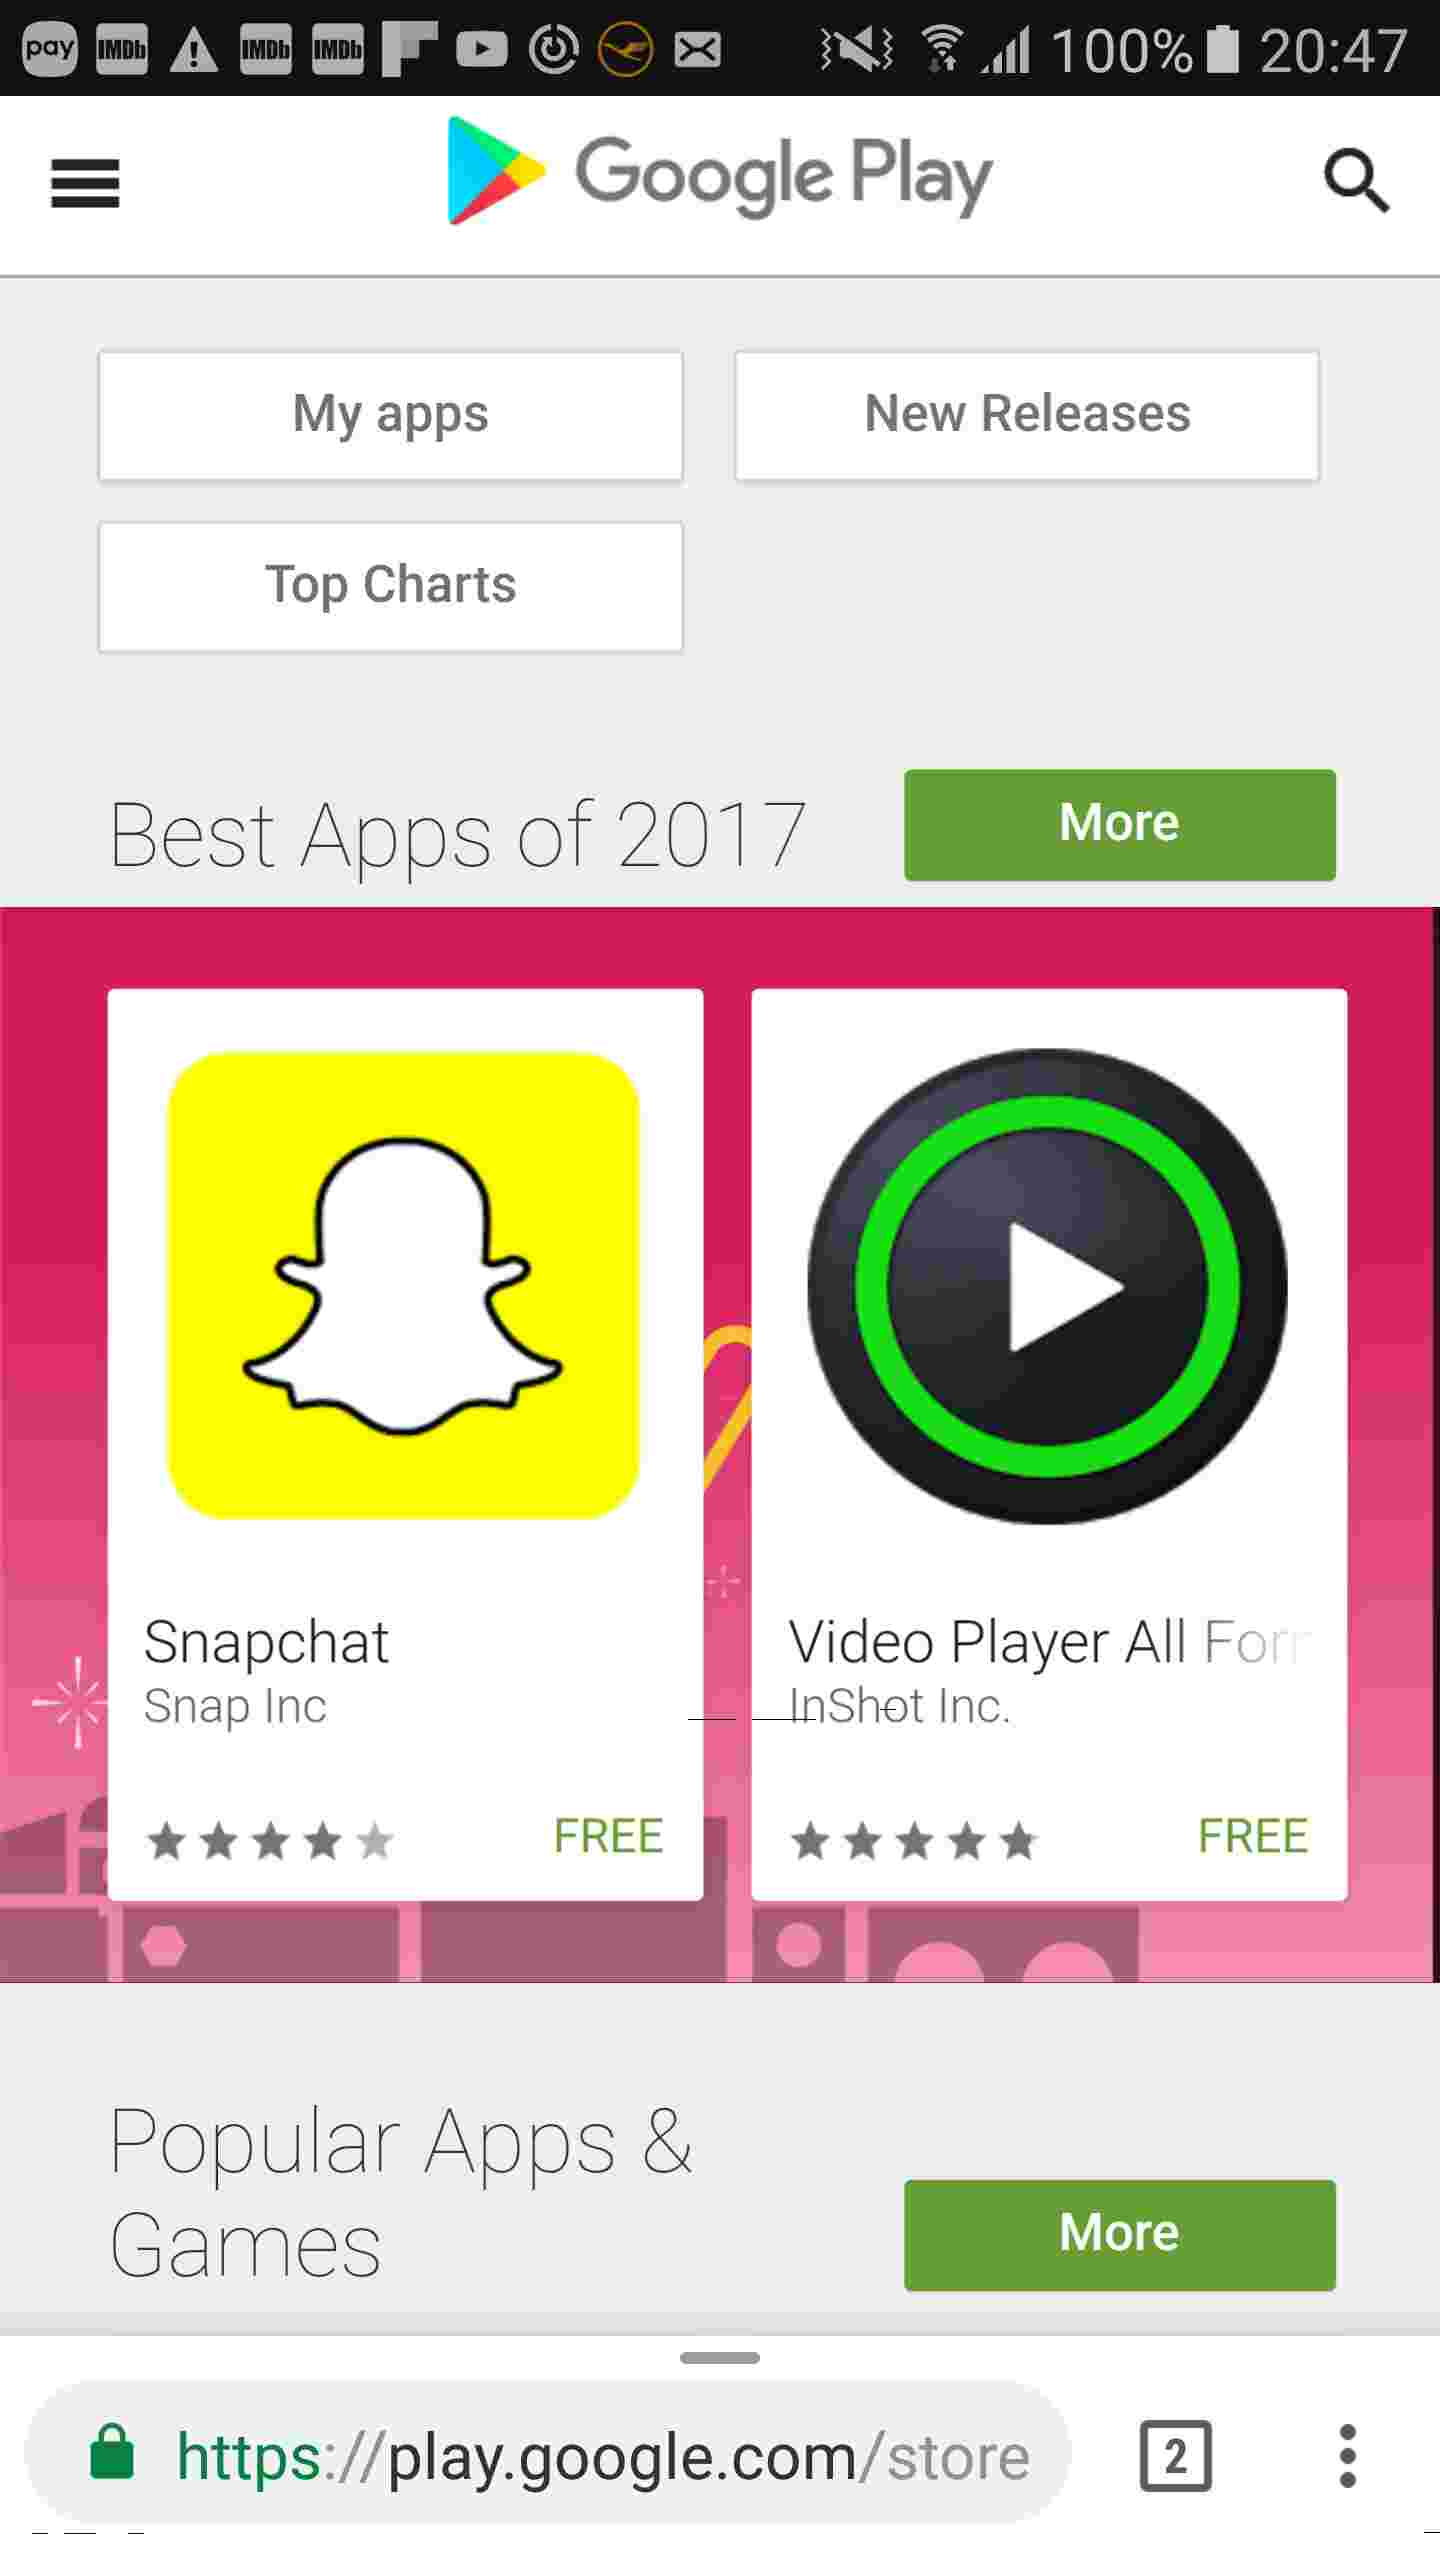 pay IMDb IMDb IMDb 100% 20:47
Google Play
My apps
New Releases
Top Charts
Best Apps of 2017
More
Snapchat
Snap Inc
FREE
Video Player All
InShot Inc.
FREE
Popular Apps &
Games
More
https://play.google.com/store
2